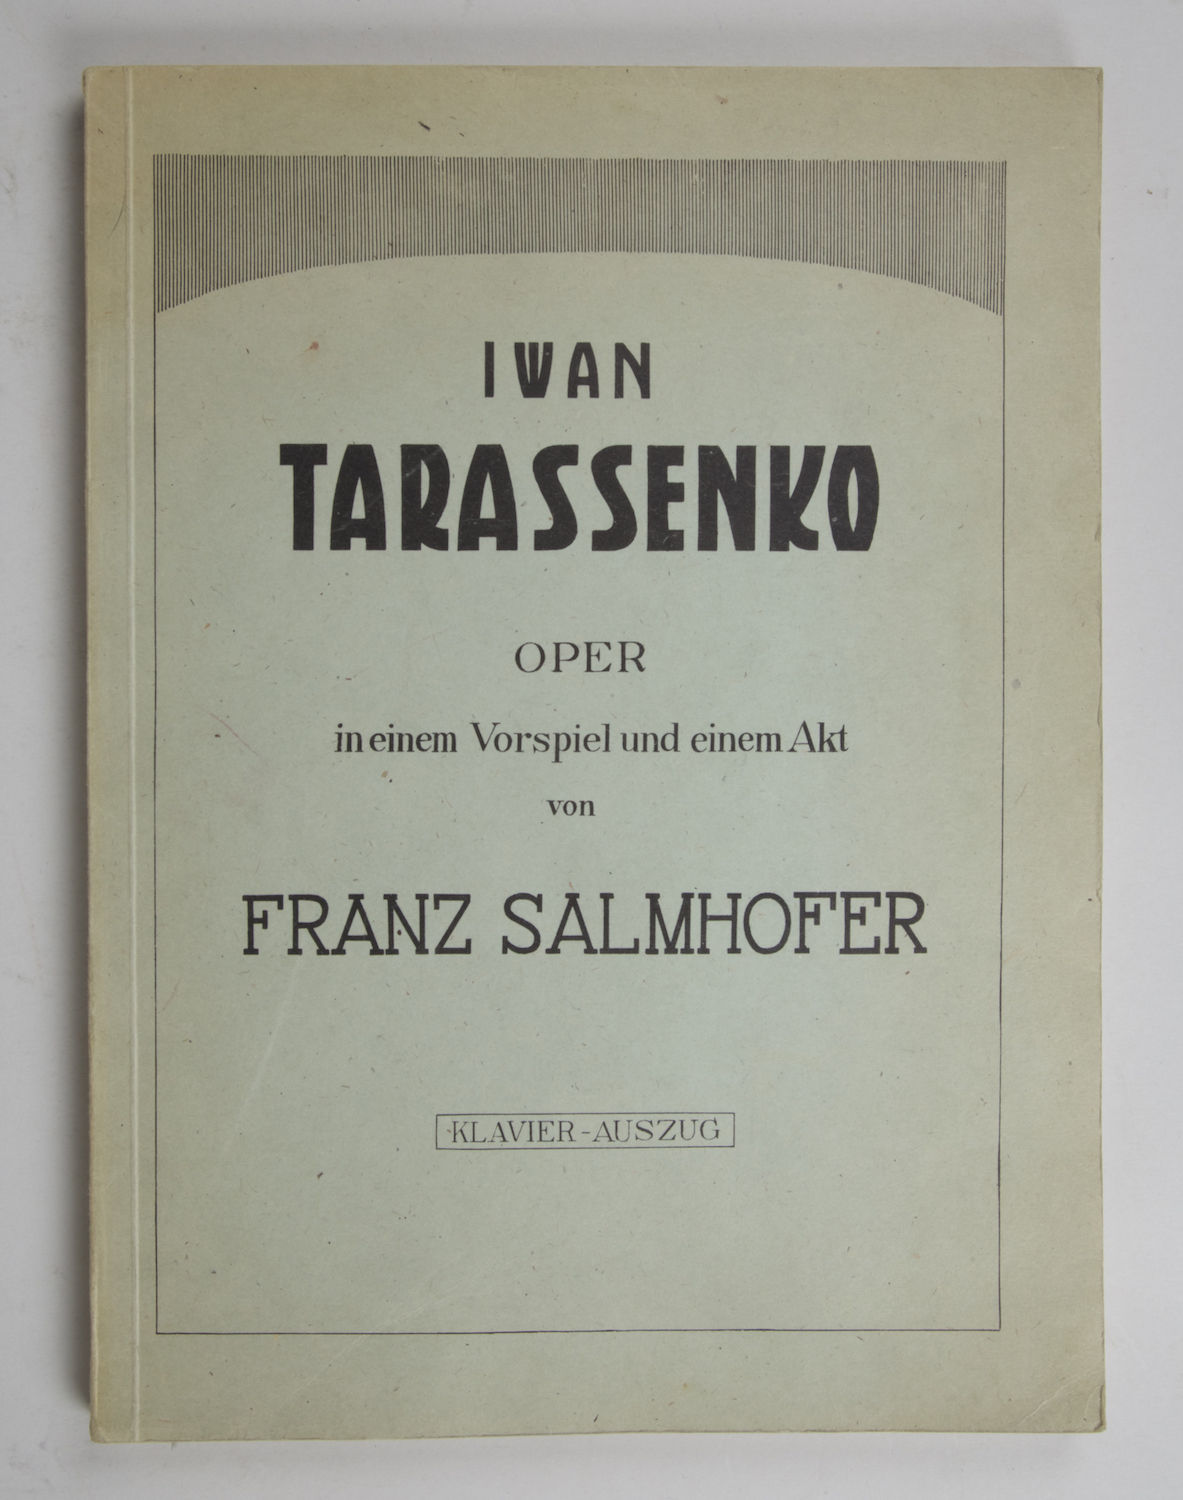 IWAN
TARASSENKO
OPER
in einem Vorspiel und einem Akt
von
FRANZ SALMHOFER
KLAVIER-AUSZUG